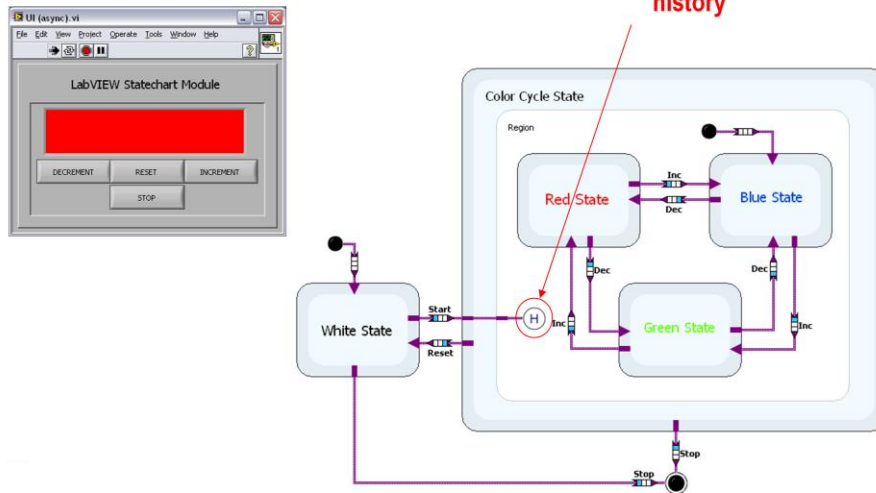 history
UI (async).vi
File Edit View Project Operate Tools Window Help
LabVIEW Statechart Module
DECREMENT RESET INCREMENT
STOP
Color Cycle State
Region
Red State
Inc
Dec
Blue State
Dec
Dec
White State
Start
Reset
H
Inc
Green State
Inc
Stop
Stop